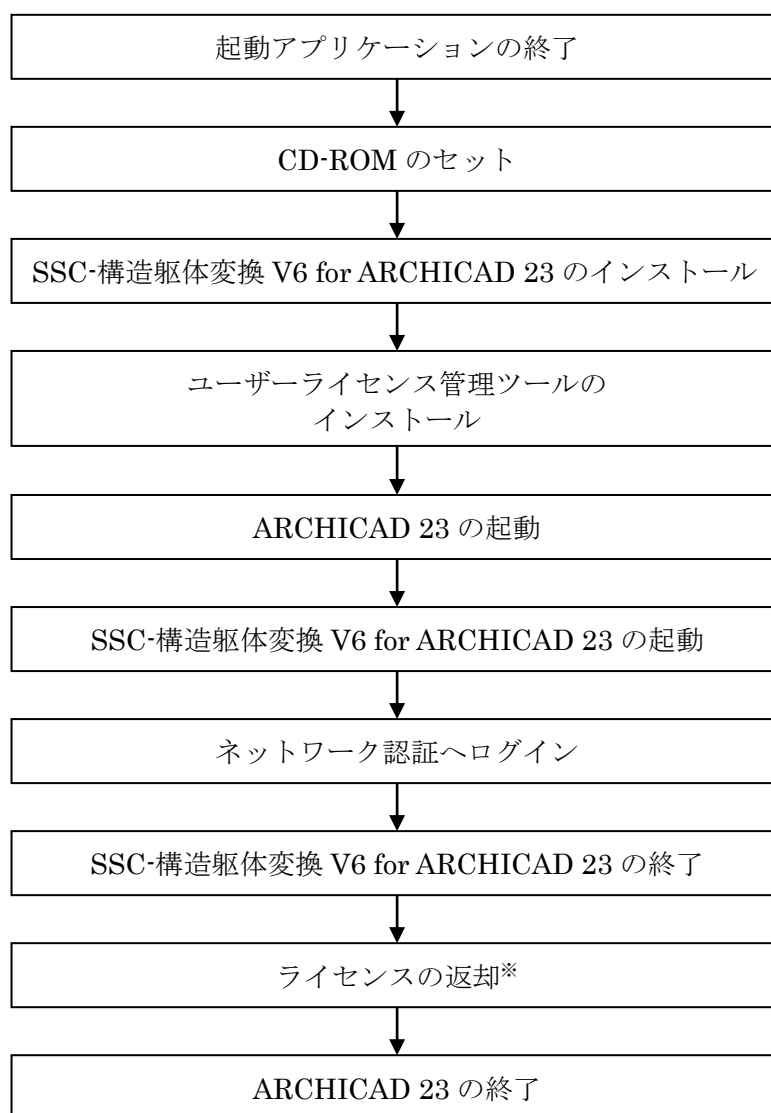 起動アプリケーションの終了
CD-ROM のセット
SSC-構造躯体変換 V6 for ARCHICAD 23 のインストール
ユーザーライセンス管理ツールの
インストール
ARCHICAD 23 の起動
SSC-構造躯体変換 V6 for ARCHICAD 23 の起動
ネットワーク認証へログイン
SSC-構造躯体変換 V6 for ARCHICAD 23 の終了
ライセンスの返却※
ARCHICAD 23 の終了